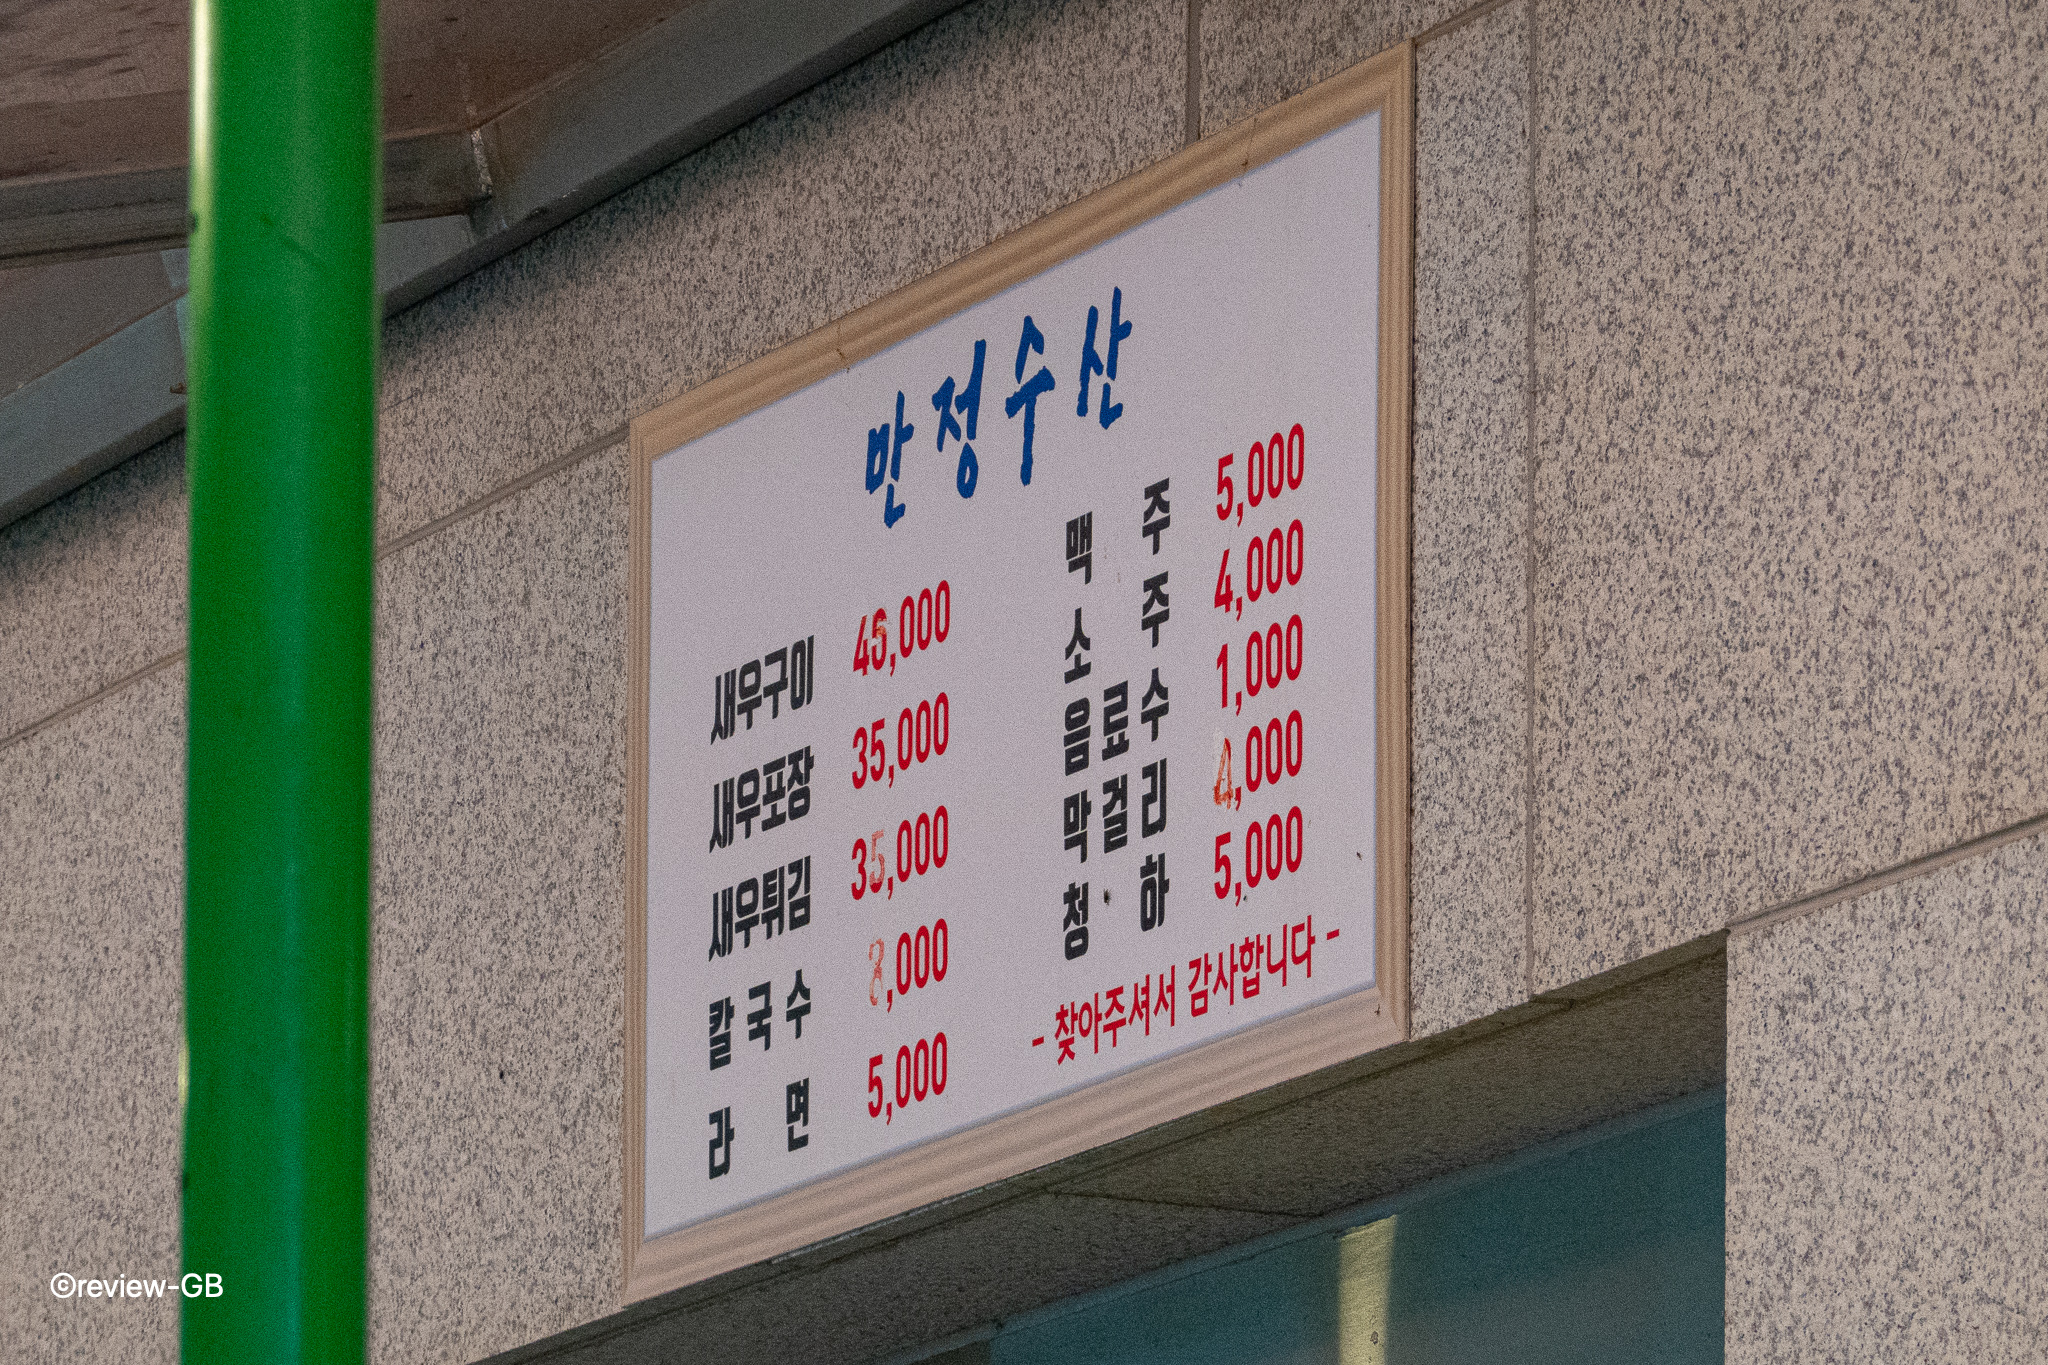 반정수산
새우구이 45,000
새우포장 35,000
새우튀김 35,000
칼국수 8,000
라면 5,000
맥주 5,000
소주 4,000
음료수 1,000
막걸리 4,000
청하 5,000
- 찾아주셔서 감사합니다 -
©review-GB